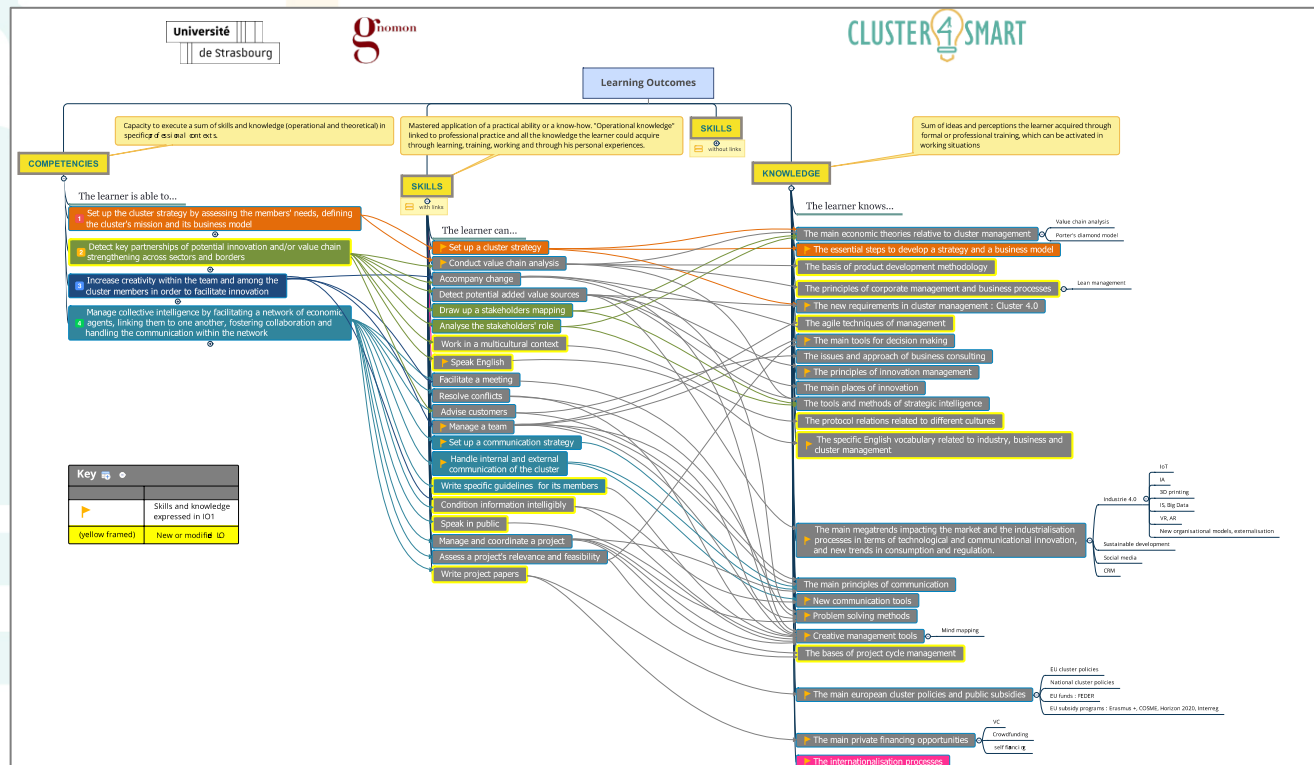 Université
de Strasbourg
gnomon
CLUSTER 4 SMART
Learning Outcomes
Capacity to execute a sum of skills and knowledge (operational and theoretical) in
specific professional contexts.
COMPETENCIES
The learner is able to...
1 Set up the cluster strategy by assessing the members' needs, defining
the cluster's mission and its business model
2 Detect key partnerships of potential innovation and/or value chain
strengthening across sectors and borders
3 Increase creativity within the team and among the
cluster members in order to facilitate innovation
4 Manage collective intelligence by facilitating a network of economic
agents, linking them to one another, fostering collaboration and
handling the communication within the network
Key
Skills and knowledge
expressed in IO1
(yellow framed)
New or modified LO
Mastered application of a practical ability or a know-how. "Operational knowledge"
linked to professional practice and all the knowledge the learner could acquire
through learning, training, working and through his personal experiences.
SKILLS
with links
The learner can...
Set up a cluster strategy
Conduct value chain analysis
Accompany change
Detect potential added value sources
Draw up a stakeholders mapping
Analyse the stakeholders' role
Work in a multicultural context
Speak English
Facilitate a meeting
Resolve conflicts
Advise customers
Manage a team
Set up a communication strategy
Handle internal and external
communication of the cluster
Write specific guidelines for its members
Condition information intelligibly
Speak in public
Manage and coordinate a project
Assess a project's relevance and feasibility
Write project papers
SKILLS
without links
Sum of ideas and perceptions the learner acquired through
formal or professional training, which can be activated in
working situations
KNOWLEDGE
The learner knows...
The main economic theories relative to cluster management
Value chain analysis
Porter's diamond model
The essential steps to develop a strategy and a business model
The basis of product development methodology
The principles of corporate management and business processes
Lean management
The new requirements in cluster management : Cluster 4.0
The agile techniques of management
The main tools for decision making
The issues and approach of business consulting
The principles of innovation management
The main places of innovation
The tools and methods of strategic intelligence
The protocol relations related to different cultures
The specific English vocabulary related to industry, business and
cluster management
The main megatrends impacting the market and the industrialisation
processes in terms of technological and communicational innovation,
and new trends in consumption and regulation.
Industrie 4.0
IoT
IA
3D printing
IS, Big Data
VR, AR
New organisational models, externalisation
Sustainable development
Social media
CRM
The main principles of communication
New communication tools
Problem solving methods
Creative management tools
Mind mapping
The bases of project cycle management
The main european cluster policies and public subsidies
EU cluster policies
National cluster policies
EU funds : FEDER
EU subsidy programs : Erasmus +, COSME, Horizon 2020, Interreg
The main private financing opportunities
VC
Crowdfunding
self financing
The internationalisation processes